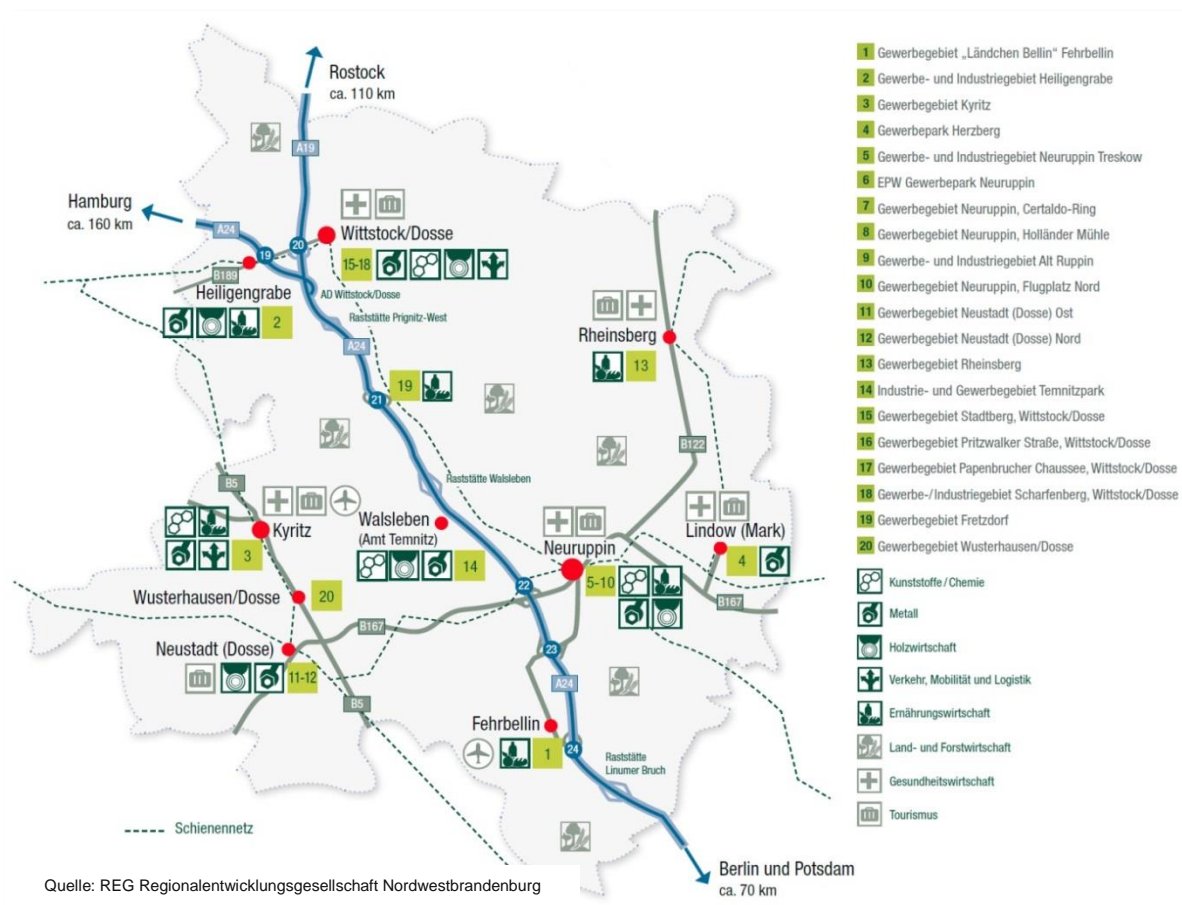 Rostock
ca. 110 km
A19
Hamburg
ca. 160 km
A24
19
20
Wittstock/Dosse
15-18
B189
Heiligengrabe
2
AD Wittstock/Dosse
Raststätte Prignitz-West
A24
Rheinsberg
13
19
21
B122
Raststätte Walsleben
B5
Kyritz
3
Walsleben
(Amt Temnitz)
14
Neuruppin
5-10
Lindow (Mark)
4
22
B167
Wusterhausen/Dosse
20
B167
Neustadt (Dosse)
11-12
23
A24
B5
Fehrbellin
1
24
Raststätte
Linumer Bruch
Schienennetz
Berlin und Potsdam
ca. 70 km
Quelle: REG Regionalentwicklungsgesellschaft Nordwestbrandenburg
1 Gewerbegebiet „Ländchen Bellin“ Fehrbellin
2 Gewerbe- und Industriegebiet Heiligengrabe
3 Gewerbegebiet Kyritz
4 Gewerbepark Herzberg
5 Gewerbe- und Industriegebiet Neuruppin Treskow
6 EPW Gewerbepark Neuruppin
7 Gewerbegebiet Neuruppin, Certaldo-Ring
8 Gewerbegebiet Neuruppin, Holländer Mühle
9 Gewerbe- und Industriegebiet Alt Ruppin
10 Gewerbegebiet Neuruppin, Flugplatz Nord
11 Gewerbegebiet Neustadt (Dosse) Ost
12 Gewerbegebiet Neustadt (Dosse) Nord
13 Gewerbegebiet Rheinsberg
14 Industrie- und Gewerbegebiet Temnitzpark
15 Gewerbegebiet Stadtberg, Wittstock/Dosse
16 Gewerbegebiet Pritzwalker Straße, Wittstock/Dosse
17 Gewerbegebiet Papenbrucher Chaussee, Wittstock/Dosse
18 Gewerbe-/Industriegebiet Scharfenberg, Wittstock/Dosse
19 Gewerbegebiet Fretzdorf
20 Gewerbegebiet Wusterhausen/Dosse
Kunststoffe/Chemie
Metall
Holzwirtschaft
Verkehr, Mobilität und Logistik
Ernährungswirtschaft
Land- und Forstwirtschaft
Gesundheitswirtschaft
Tourismus